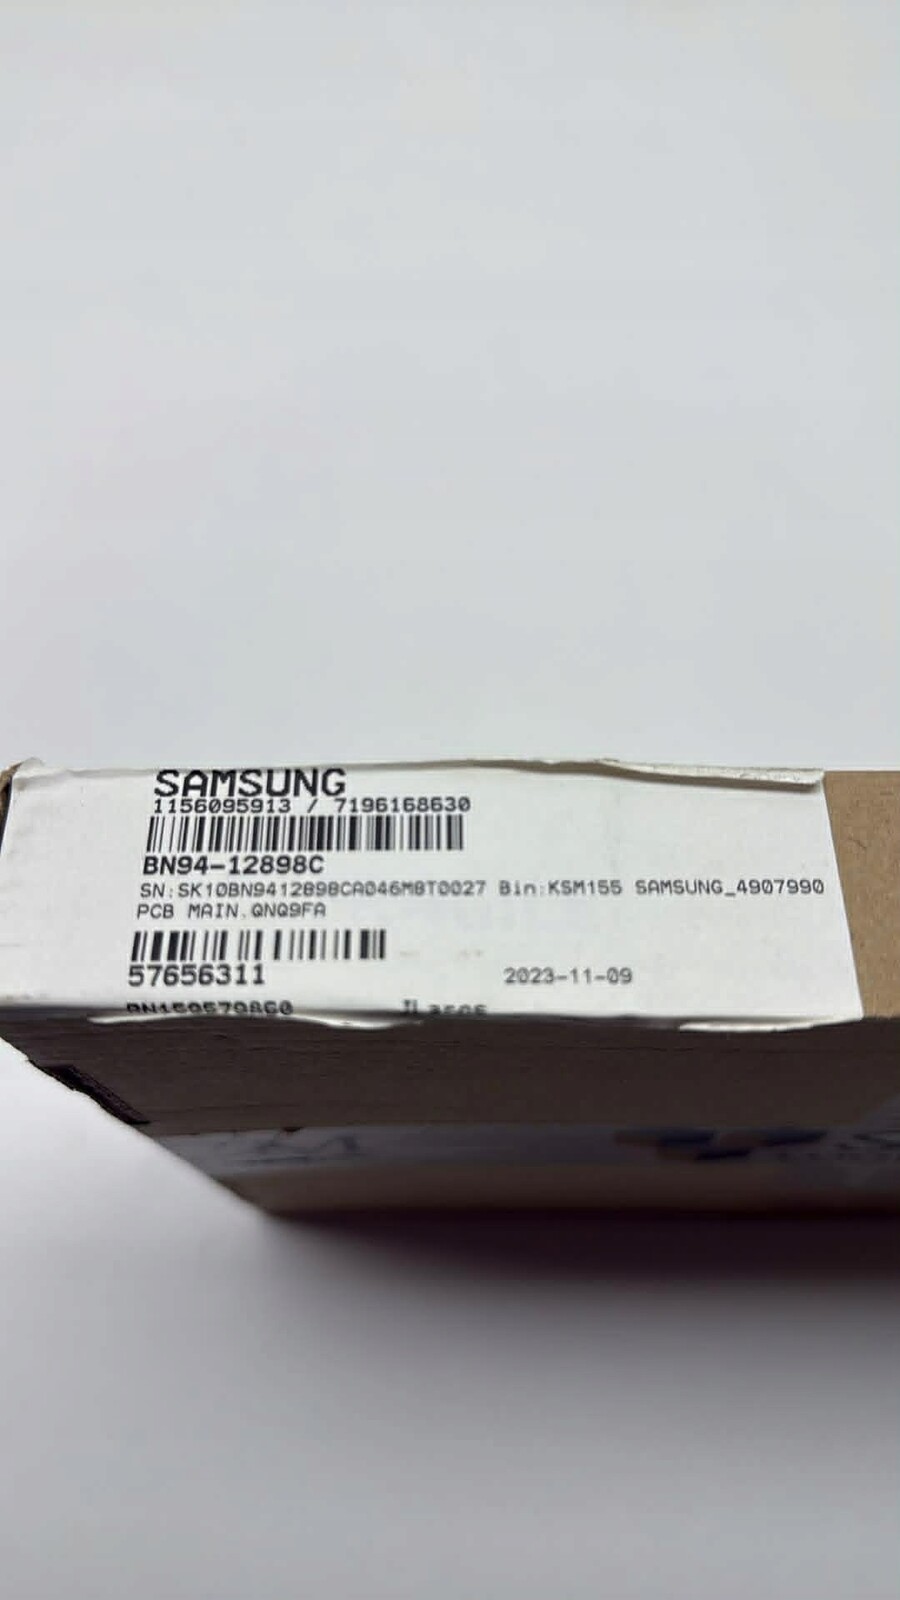 SAMSUNG
1156095913 / 7196168630
BN94-12898C
SN:SK10BN9412898CA046M8T0027 Bin:KSM155 SAMSUNG_4907990
PCB MAIN.QNQ9FA
57656311
2023-11-09